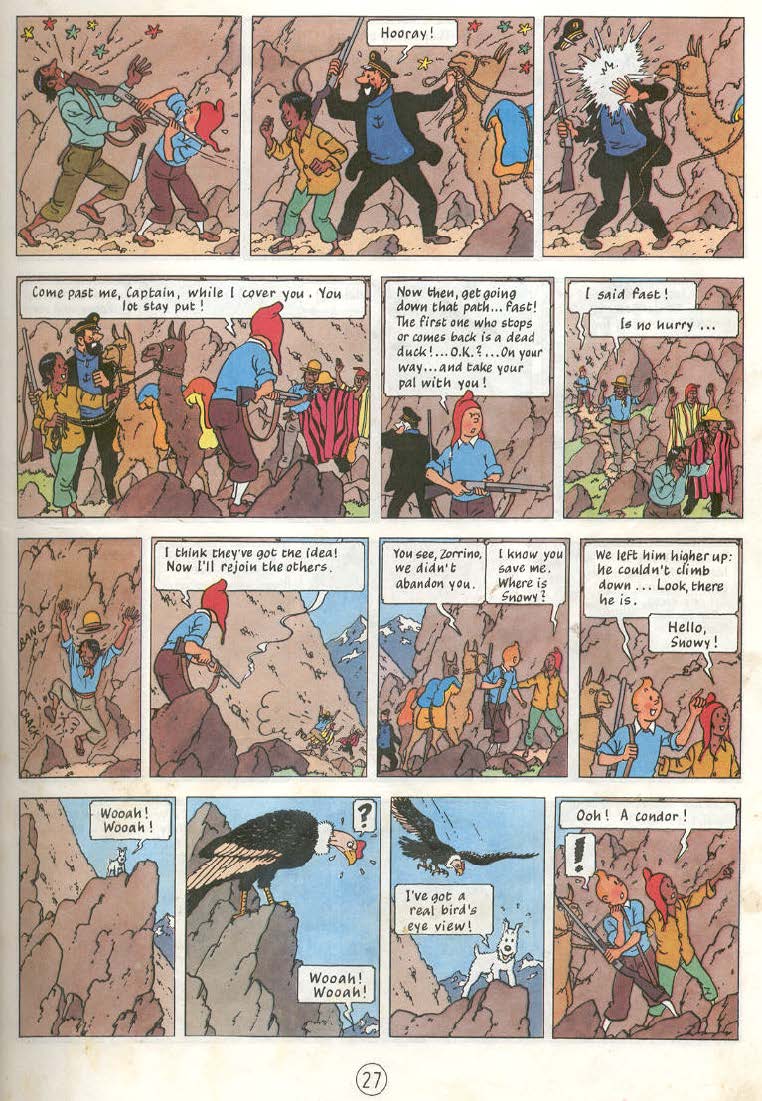 Hooray!
Come past me, Captain, while I cover you. You
lot stay put!
Now then, get going
down that path... fast!
The first one who stops
or comes back is a dead
duck!... O.K.?... On your
way... and take your
pal with you!
I said fast!
Is no hurry ...
BANG
CRACK
I think they've got the idea!
Now I'll rejoin the others.
You see, Zorrino,
we didn't
abandon you.
I know you
save me.
Where is
Snowy?
We left him higher up:
he couldn't climb
down ... Look, there
he is.
Hello,
Snowy!
Wooah!
Wooah!
?
Wooah!
Wooah!
I've got a
real bird's
eye view!
Ooh! A condor!
!
27